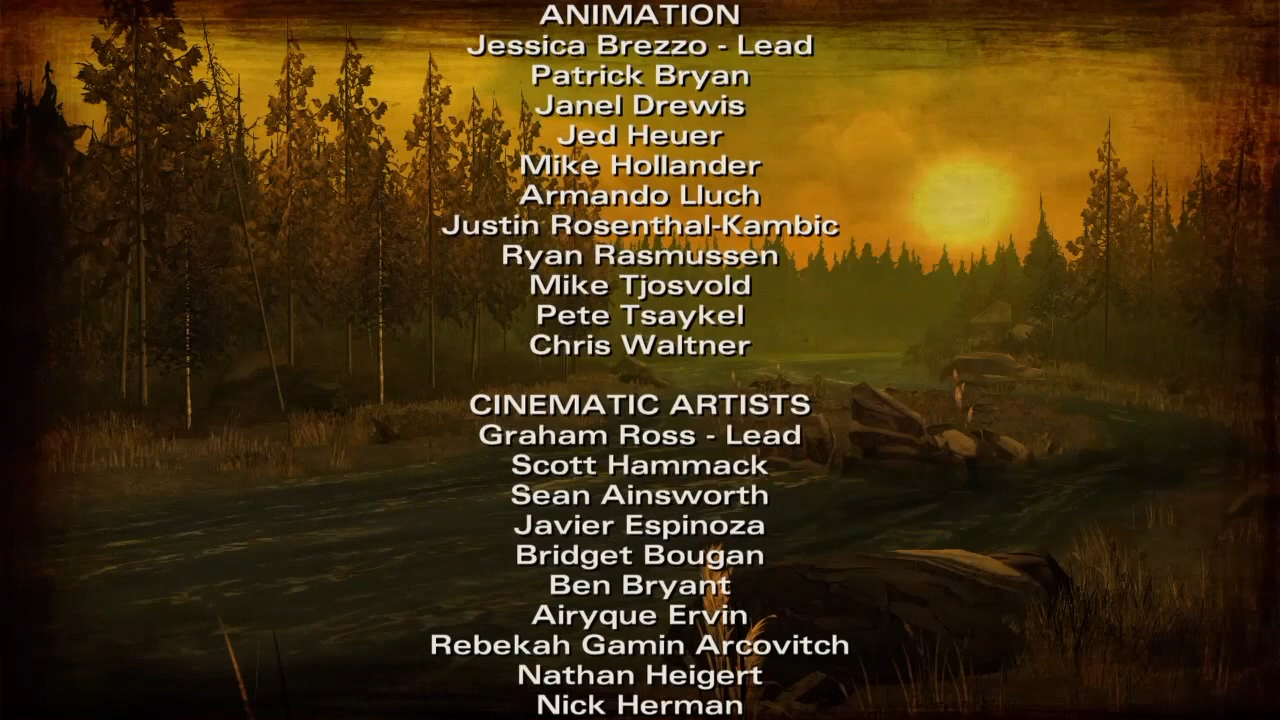 ANIMATION
Jessica Brezzo - Lead
Patrick Bryan
Janel Drewis
Jed Heuer
Mike Hollander
Armando Lluch
Justin Rosenthal-Kambic
Ryan Rasmussen
Mike Tjosvold
Pete Tsaykel
Chris Waltner
CINEMATIC ARTISTS
Graham Ross - Lead
Scott Hammack
Sean Ainsworth
Javier Espinoza
Bridget Bougan
Ben Bryant
Airyque Ervin
Rebekah Gamin Arcovitch
Nathan Heigert
Nick Herman